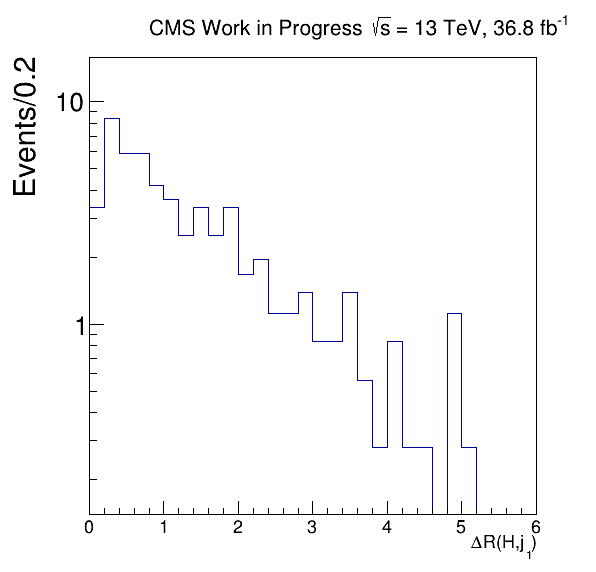 CMS Work in Progress √s = 13 TeV, 36.8 fb⁻¹
Events/0.2
10
1
0 1 2 3 4 5 6
ΔR(H,j₁)